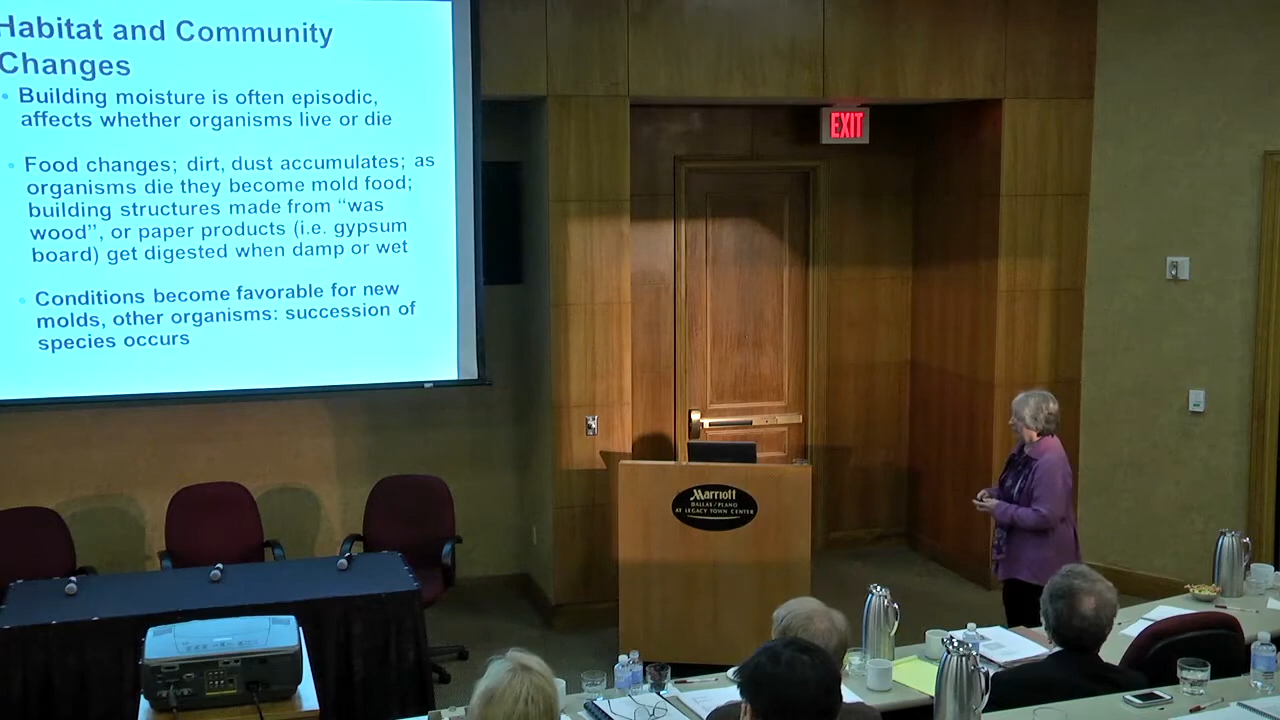 Habitat and Community
Changes
Building moisture is often episodic,
affects whether organisms live or die
Food changes; dirt, dust accumulates; as
organisms die they become mold food;
building structures made from “was
wood”, or paper products (i.e. gypsum
board) get digested when damp or wet
Conditions become favorable for new
molds, other organisms: succession of
species occurs
EXIT
Marriott
DALLAS/PLANO
AT LEGACY TOWN CENTER